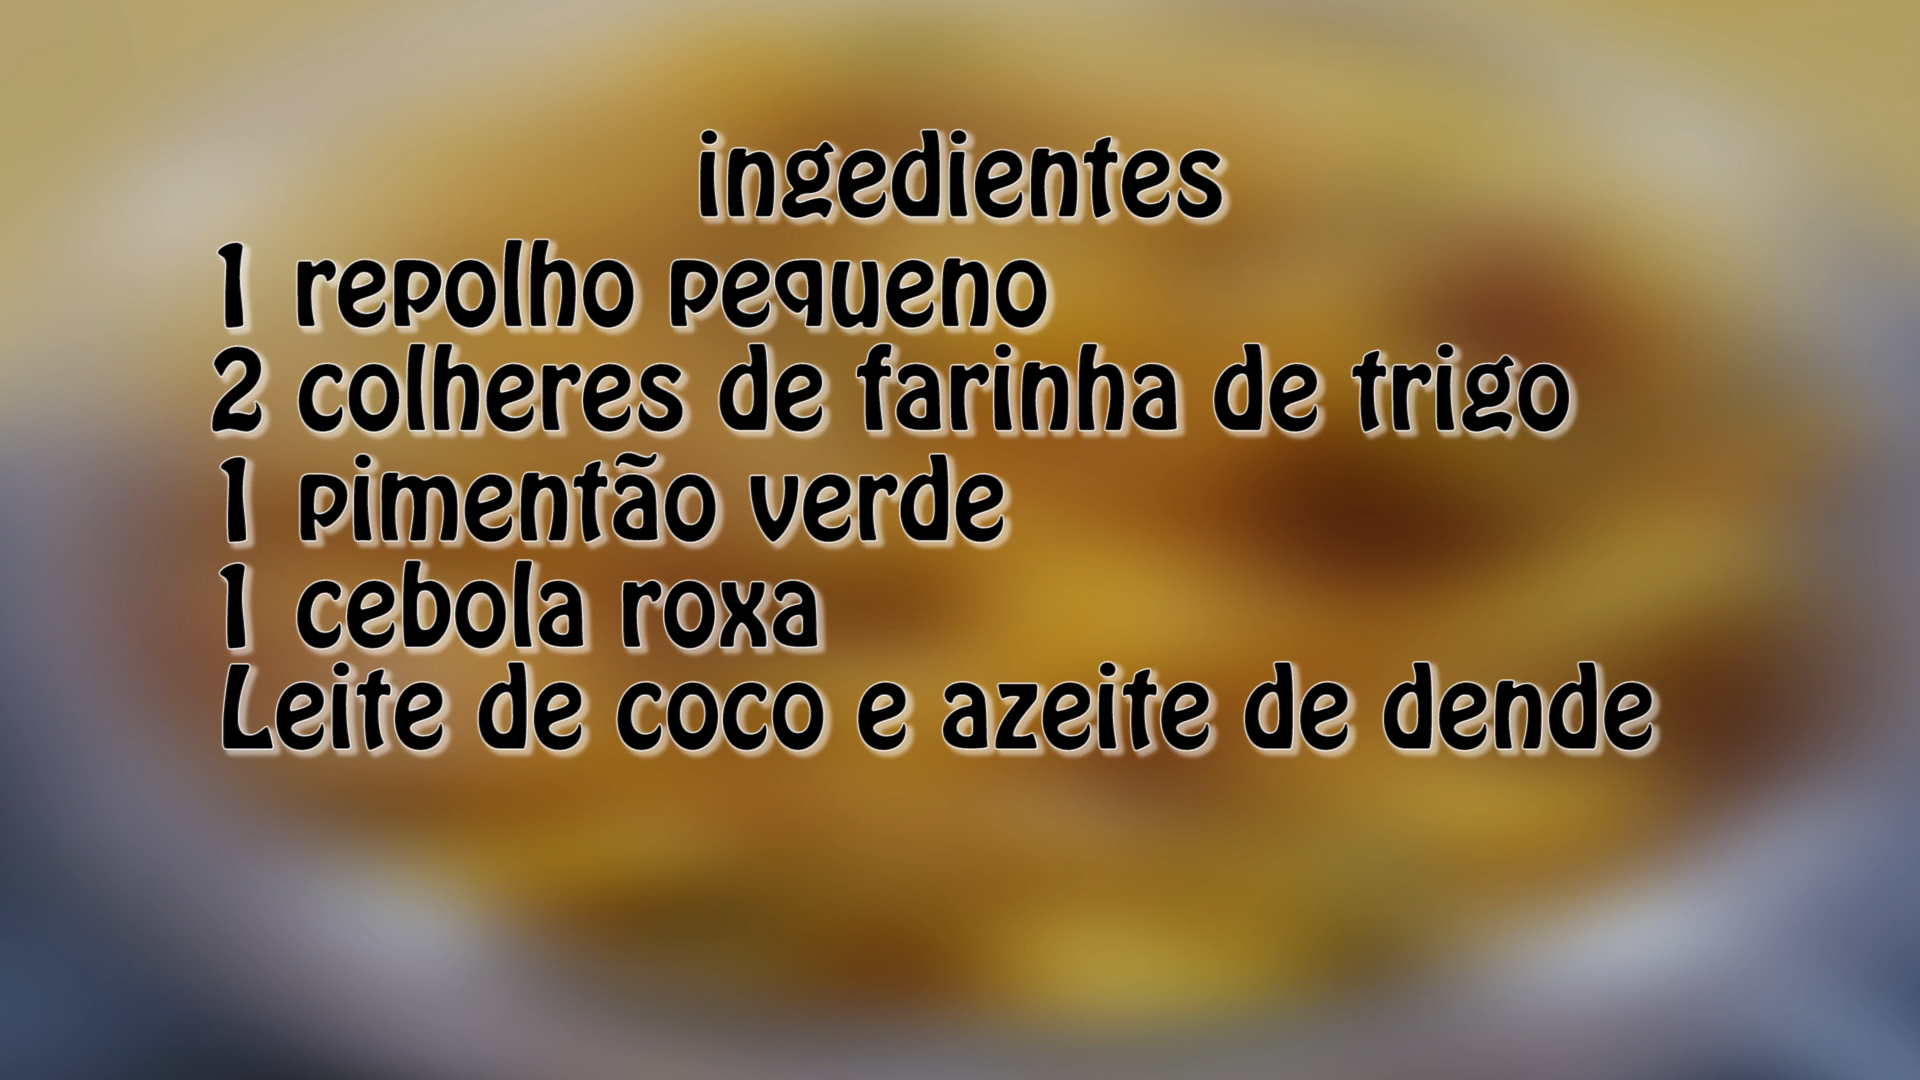 ingedientes
1 repolho pequeno
2 colheres de farinha de trigo
1 pimentão verde
1 cebola roxa
Leite de coco e azeite de dende